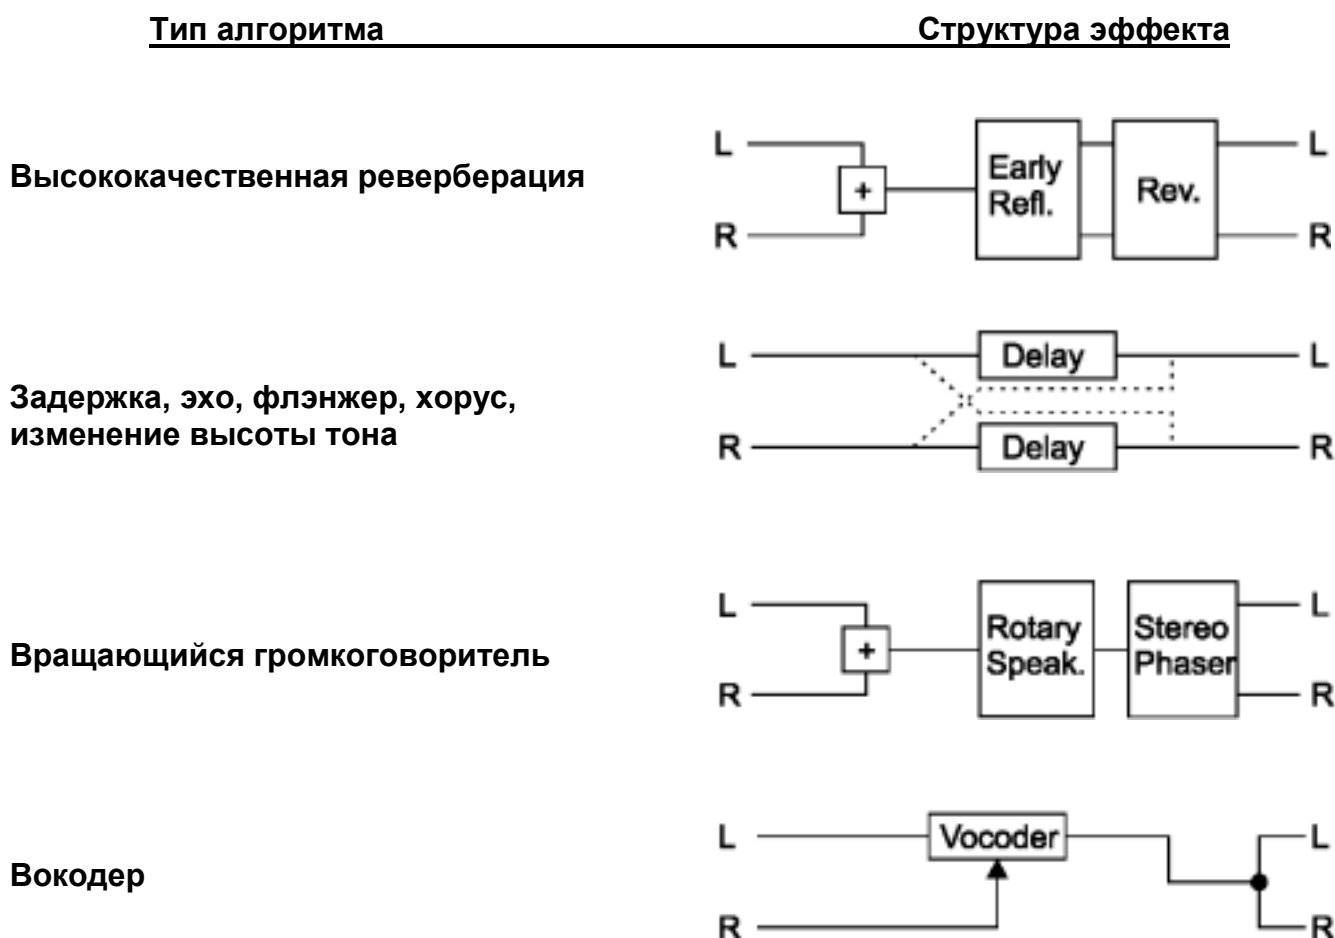 Тип алгоритма Структура эффекта
Высококачественная реверберация
L
R
+
Early
Refl.
Rev.
L
R
Задержка, эхо, флэнжер, хорус,
изменение высоты тона
L
R
Delay
Delay
L
R
Вращающийся громкоговоритель
L
R
+
Rotary
Speak.
Stereo
Phaser
L
R
Вокодер
L
R
Vocoder
L
R